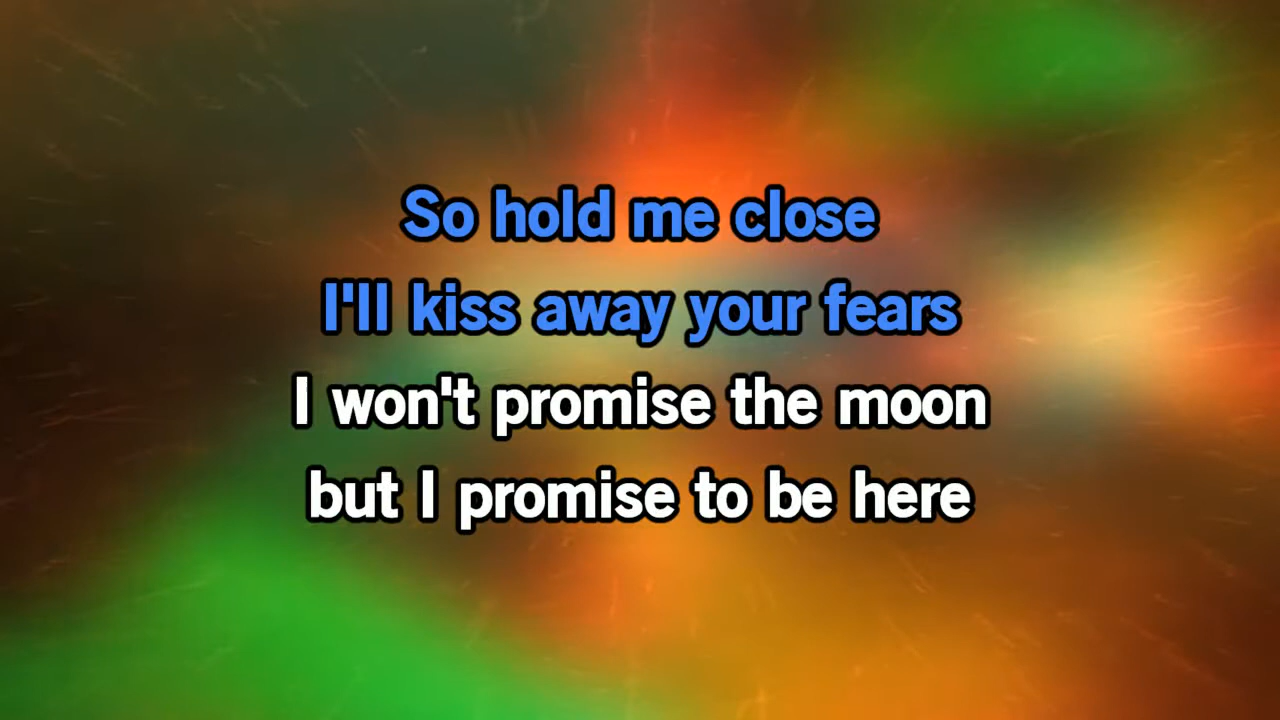 So hold me close
I'll kiss away your fears
I won't promise the moon
but I promise to be here